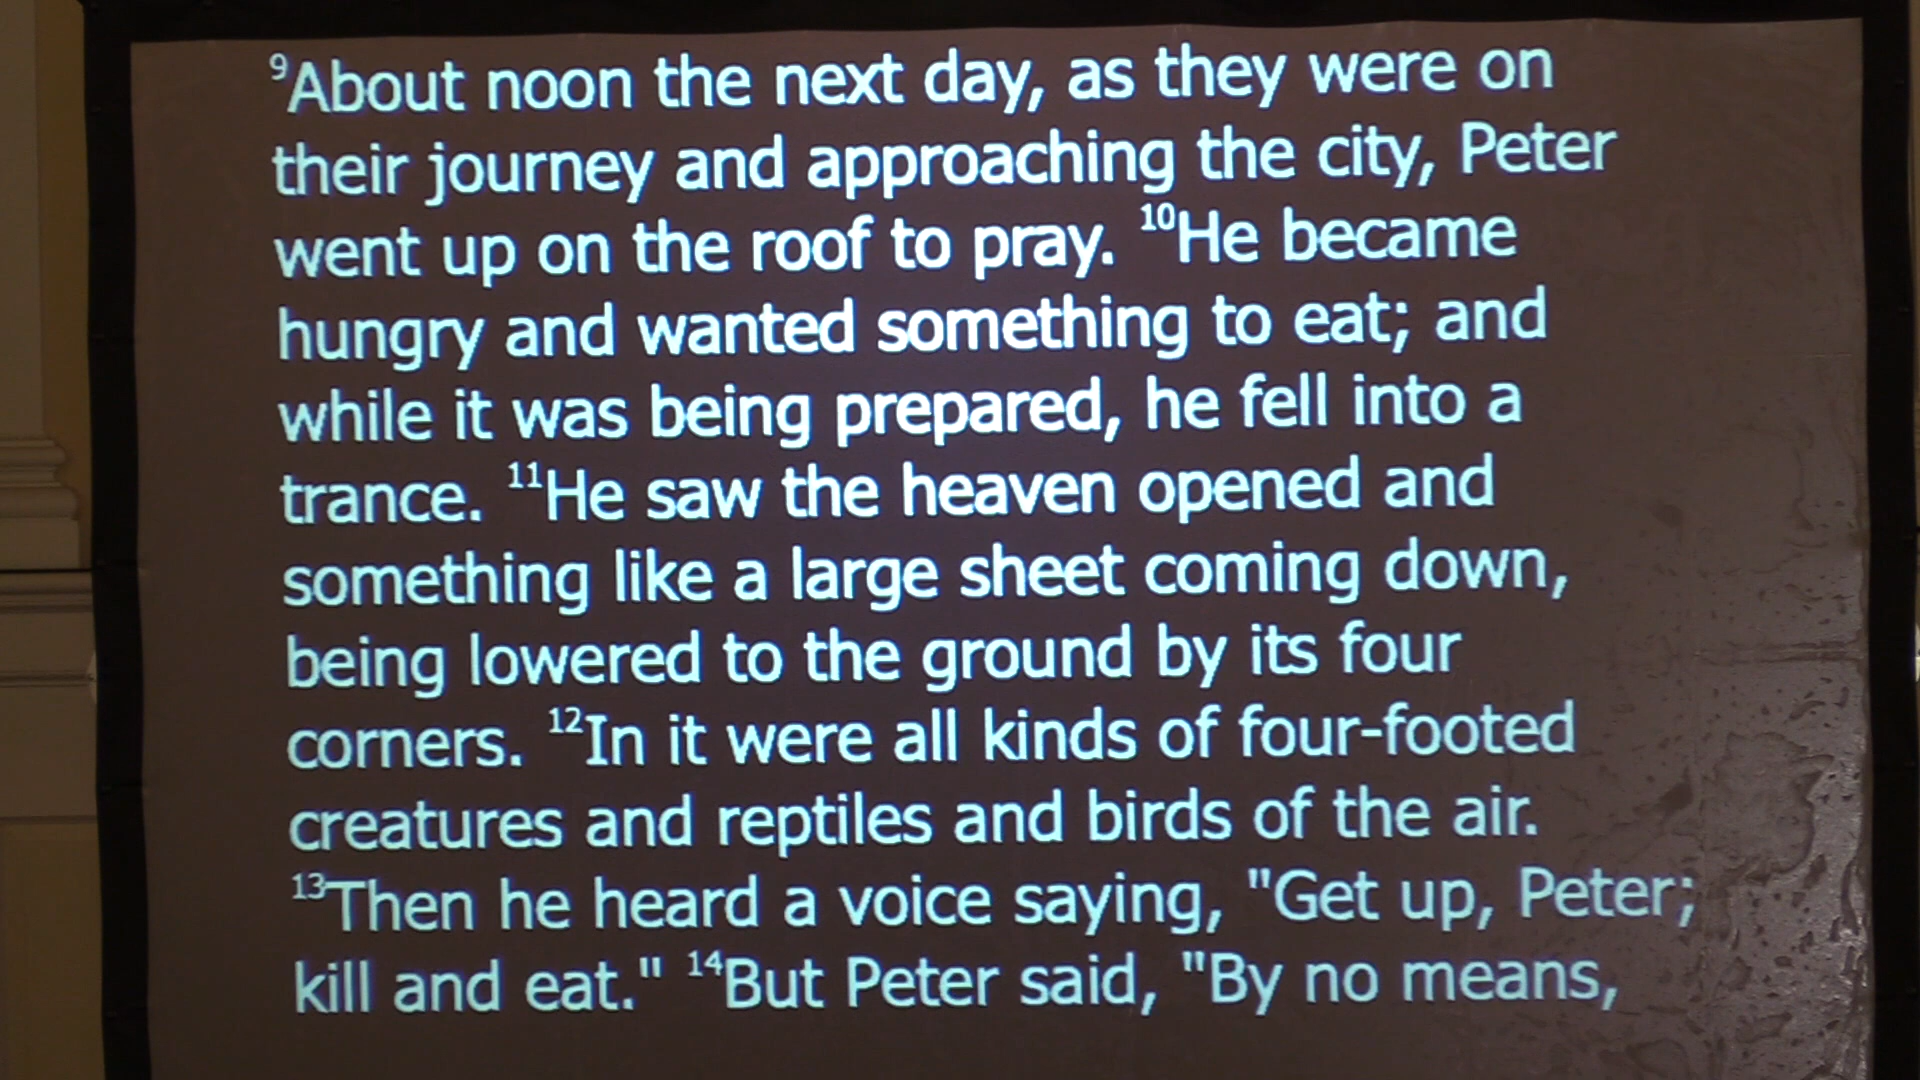 ⁹About noon the next day, as they were on
their journey and approaching the city, Peter
went up on the roof to pray. ¹⁰He became
hungry and wanted something to eat; and
while it was being prepared, he fell into a
trance. ¹¹He saw the heaven opened and
something like a large sheet coming down,
being lowered to the ground by its four
corners. ¹²In it were all kinds of four-footed
creatures and reptiles and birds of the air.
¹³Then he heard a voice saying, "Get up, Peter;
kill and eat." ¹⁴But Peter said, "By no means,